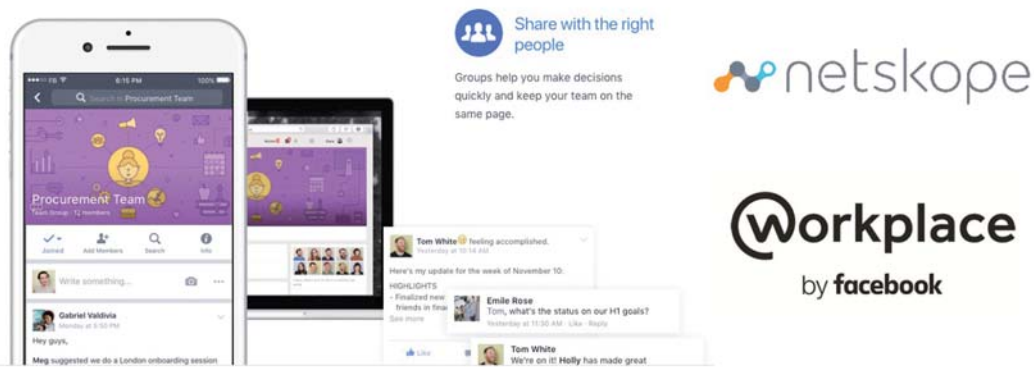 FB
6:15 PM
100%
Search in Procurement Team
Procurement Team
Team Group · 12 Members
Joined
Add Members
Search
Info
Write something...
Gabriel Valdivia
Monday at 5:50 PM
Hey guys,
Meg suggested we do a London onboarding session
Share with the right
people
Groups help you make decisions
quickly and keep your team on the
same page.
Tom White feeling accomplished.
Yesterday at 10:14 AM
Here's my update for the week of November 10:
HIGHLIGHTS
- Finalized new
friends in fina
See more
Like
Emile Rose
Tom, what's the status on our H1 goals?
Yesterday at 11:30 AM · Like · Reply
Tom White
We're on it! Holly has made great
netskope
workplace
by facebook